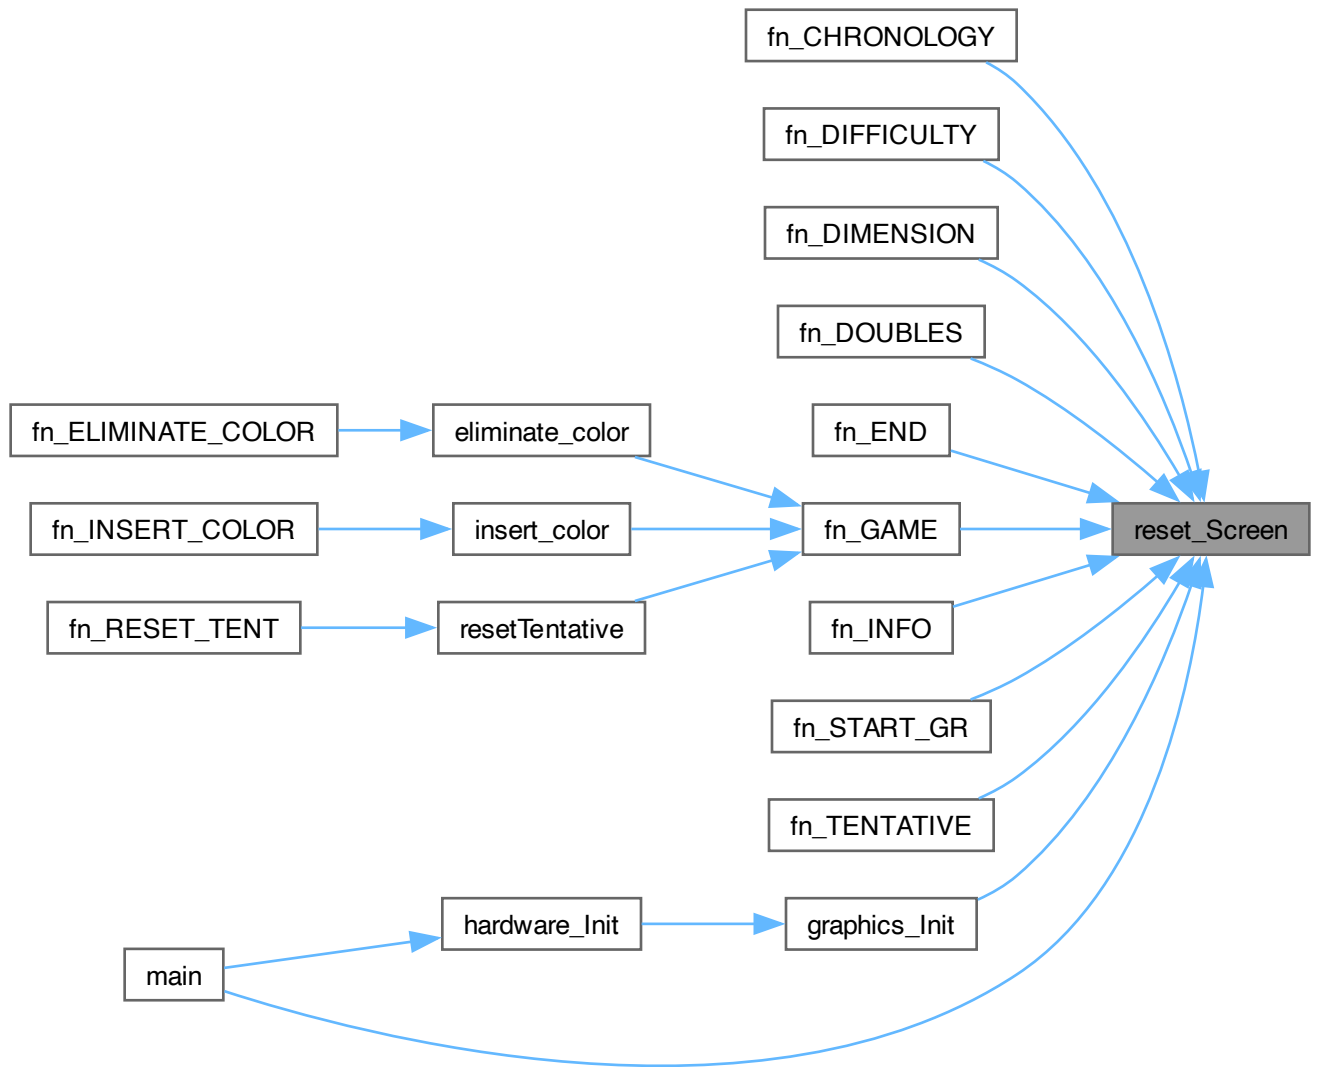 fn_CHRONOLOGY
fn_DIFFICULTY
fn_DIMENSION
fn_DOUBLES
fn_ELIMINATE_COLOR
eliminate_color
fn_END
fn_INSERT_COLOR
insert_color
fn_GAME
reset_Screen
fn_RESET_TENT
resetTentative
fn_INFO
fn_START_GR
fn_TENTATIVE
hardware_Init
graphics_Init
main